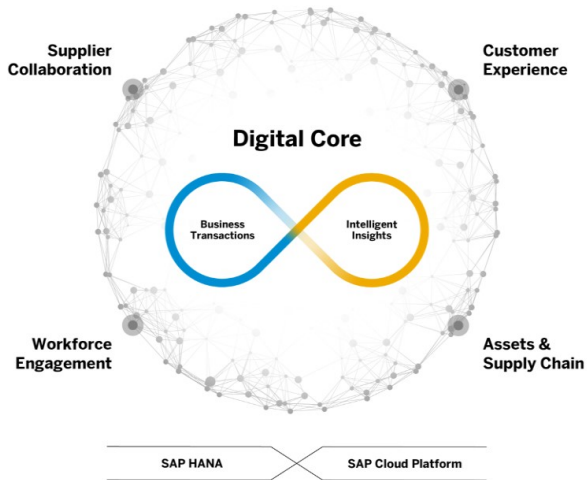 Supplier
Collaboration
Customer
Experience
Digital Core
Business
Transactions
Intelligent
Insights
Workforce
Engagement
Assets &
Supply Chain
SAP HANA
SAP Cloud Platform